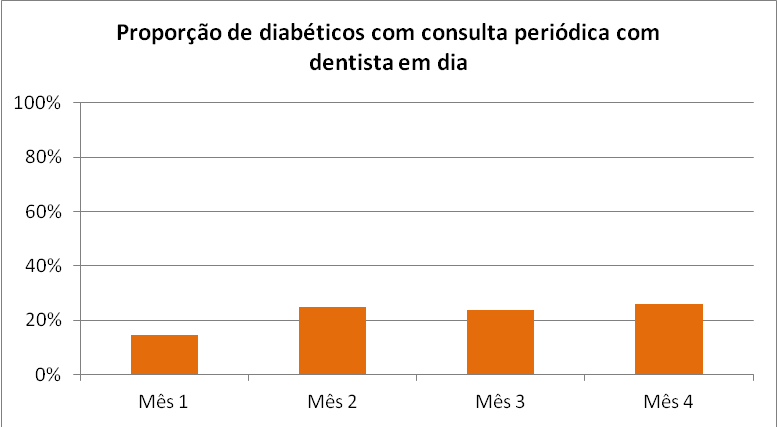 Proporção de diabéticos com consulta periódica com
dentista em dia
100%
80%
60%
40%
20%
0%
Mês 1 Mês 2 Mês 3 Mês 4